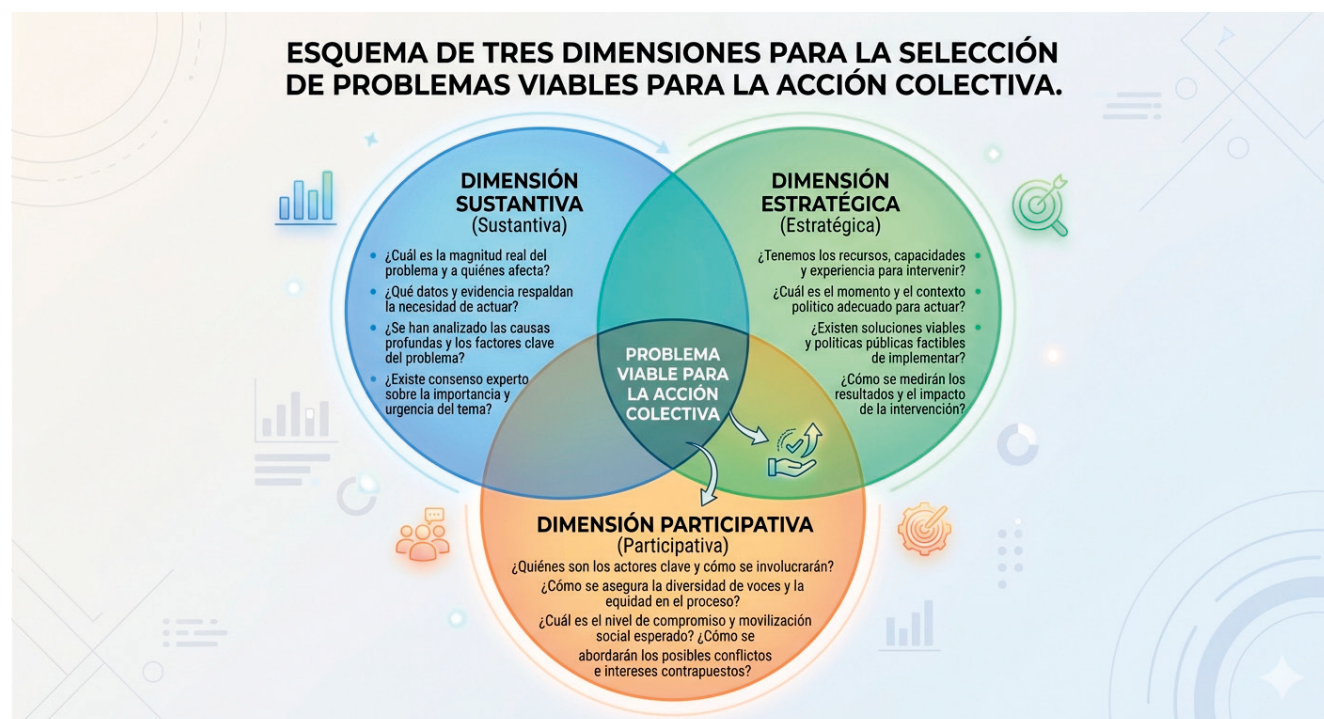 ESQUEMA DE TRES DIMENSIONES PARA LA SELECCIÓN
DE PROBLEMAS VIABLES PARA LA ACCIÓN COLECTIVA.
DIMENSIÓN
SUSTANTIVA
(Sustantiva)
• ¿Cuál es la magnitud real del
problema y a quiénes afecta?
• ¿Qué datos y evidencia respaldan
la necesidad de actuar?
• ¿Se han analizado las causas
profundas y los factores clave
del problema?
• ¿Existe consenso experto
sobre la importancia y
urgencia del tema?
DIMENSIÓN
ESTRATÉGICA
(Estratégica)
¿Tenemos los recursos, capacidades •
y experiencia para intervenir?
¿Cuál es el momento y el contexto •
politico adecuado para actuar?
¿Existen soluciones viables •
y políticas públicas factibles
de implementar?
¿Cómo se medirán los
resultados y el impacto
de la intervención?
PROBLEMA
VIABLE PARA
LA ACCIÓN
COLECTIVA
DIMENSIÓN PARTICIPATIVA
(Participativa)
¿Quiénes son los actores clave y cómo se involucrarán?
¿Cómo se asegura la diversidad de voces y la
equidad en el proceso?
¿Cuál es el nivel de compromiso y movilización
social esperado? ¿Cómo se
abordarán los posibles conflictos
e intereses contrapuestos?